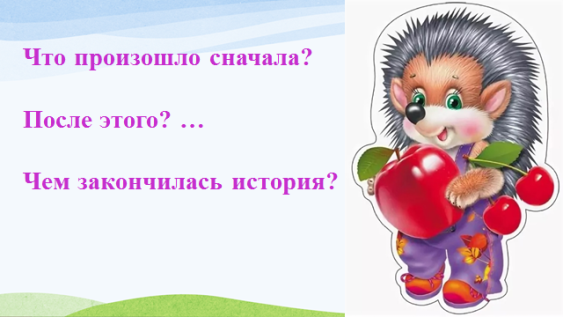 Что произошло сначала?
После этого? …
Чем закончилась история?